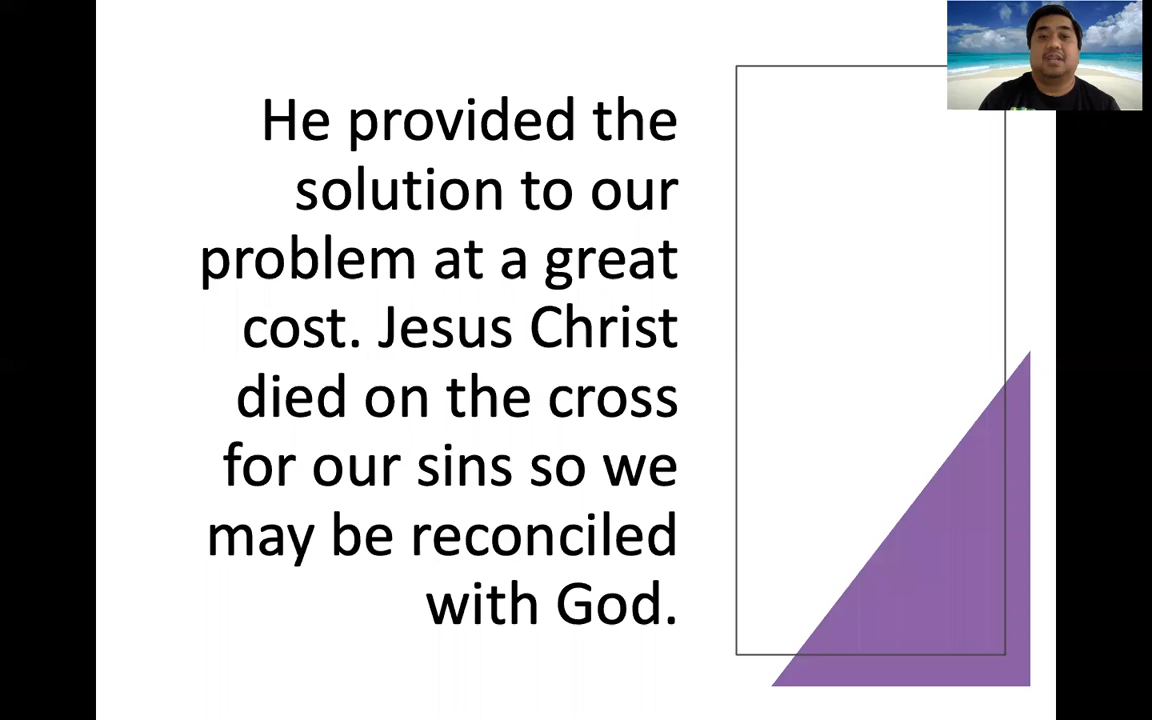 He provided the
solution to our
problem at a great
cost. Jesus Christ
died on the cross
for our sins so we
may be reconciled
with God.